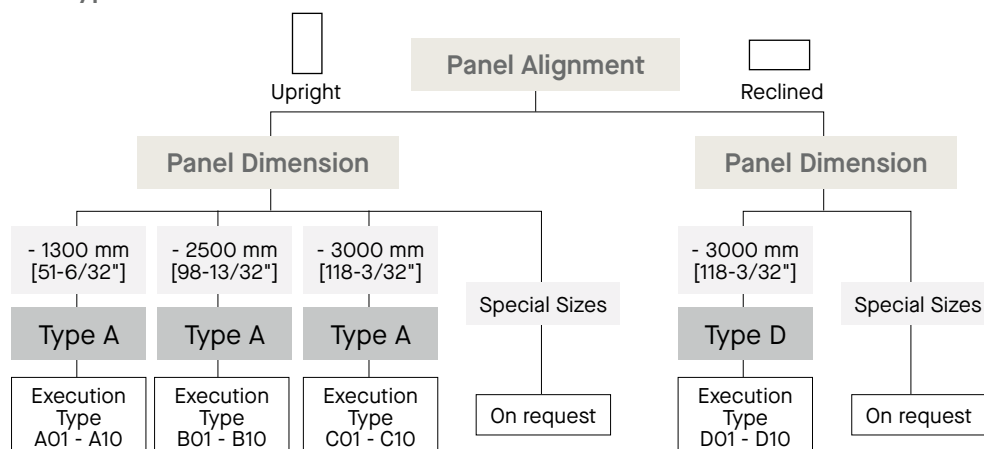 Panel Alignment
Upright
Reclined
Panel Dimension
Panel Dimension
- 1300 mm
[51-6/32"]
- 2500 mm
[98-13/32"]
- 3000 mm
[118-3/32"]
- 3000 mm
[118-3/32"]
Special Sizes
Special Sizes
Type A
Type A
Type A
Type D
Execution
Type
A01 - A10
Execution
Type
B01 - B10
Execution
Type
C01 - C10
On request
Execution
Type
D01 - D10
On request